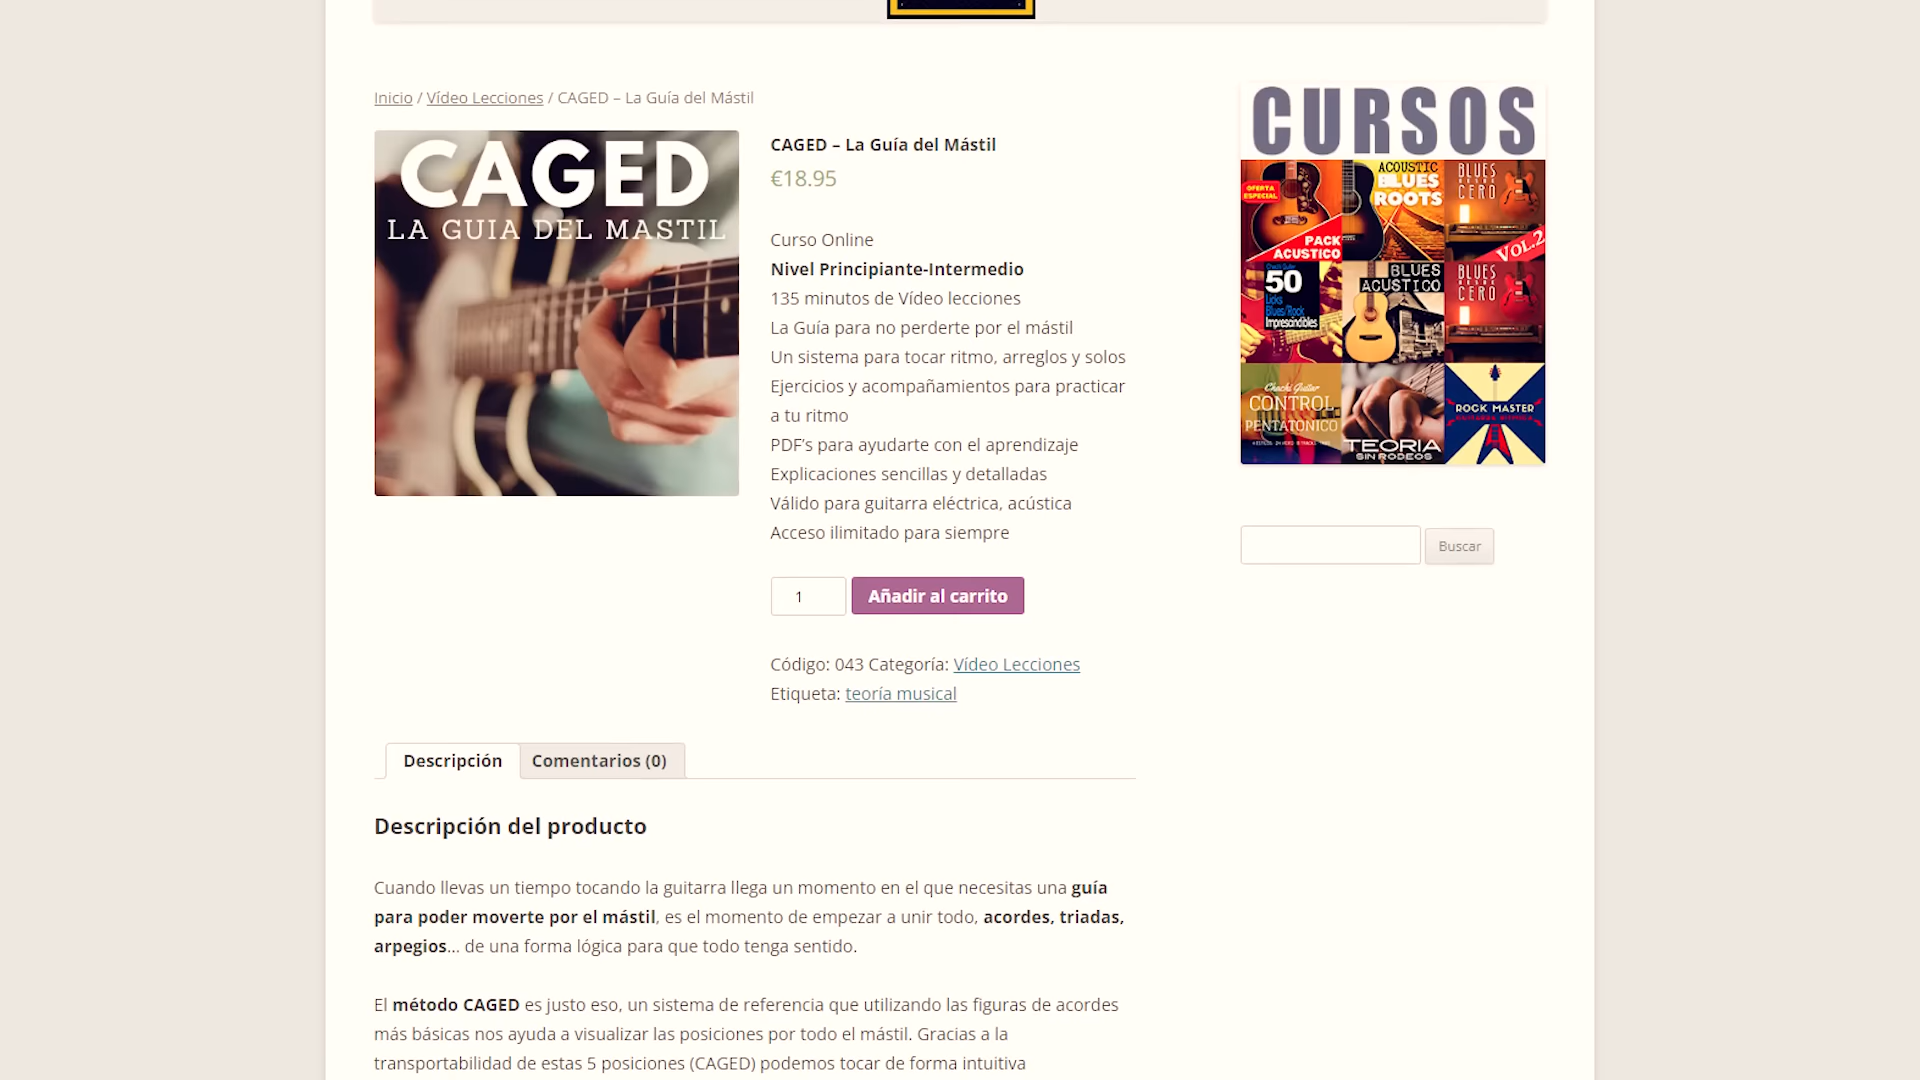 Inicio / Vídeo Lecciones / CAGED – La Guía del Mástil
CAGED
LA GUIA DEL MASTIL
CAGED – La Guía del Mástil
€18.95
Curso Online
Nivel Principiante-Intermedio
135 minutos de Vídeo lecciones
La Guía para no perderte por el mástil
Un sistema para tocar ritmo, arreglos y solos
Ejercicios y acompañamientos para practicar
a tu ritmo
PDF’s para ayudarte con el aprendizaje
Explicaciones sencillas y detalladas
Válido para guitarra eléctrica, acústica
Acceso ilimitado para siempre
1
Añadir al carrito
Código: 043 Categoría: Vídeo Lecciones
Etiqueta: teoría musical
CURSOS
OFERTA
ESPECIAL
PACK
ACUSTICO
ACOUSTIC
BLUES
ROOTS
BLUES
DESDE
CERO
50
Licks
Blues/Rock
Imprescindibles
BLUES
ACUSTICO
VOL.2
BLUES
DESDE
CERO
Chachi Guitar
CONTROL
PENTATONICO
TEORIA
SIN RODEOS
ROCK MASTER
Buscar
Descripción
Comentarios (0)
Descripción del producto
Cuando llevas un tiempo tocando la guitarra llega un momento en el que necesitas una guía
para poder moverte por el mástil, es el momento de empezar a unir todo, acordes, triadas,
arpegios… de una forma lógica para que todo tenga sentido.
El método CAGED es justo eso, un sistema de referencia que utilizando las figuras de acordes
más básicas nos ayuda a visualizar las posiciones por todo el mástil. Gracias a la
transportabilidad de estas 5 posiciones (CAGED) podemos tocar de forma intuitiva